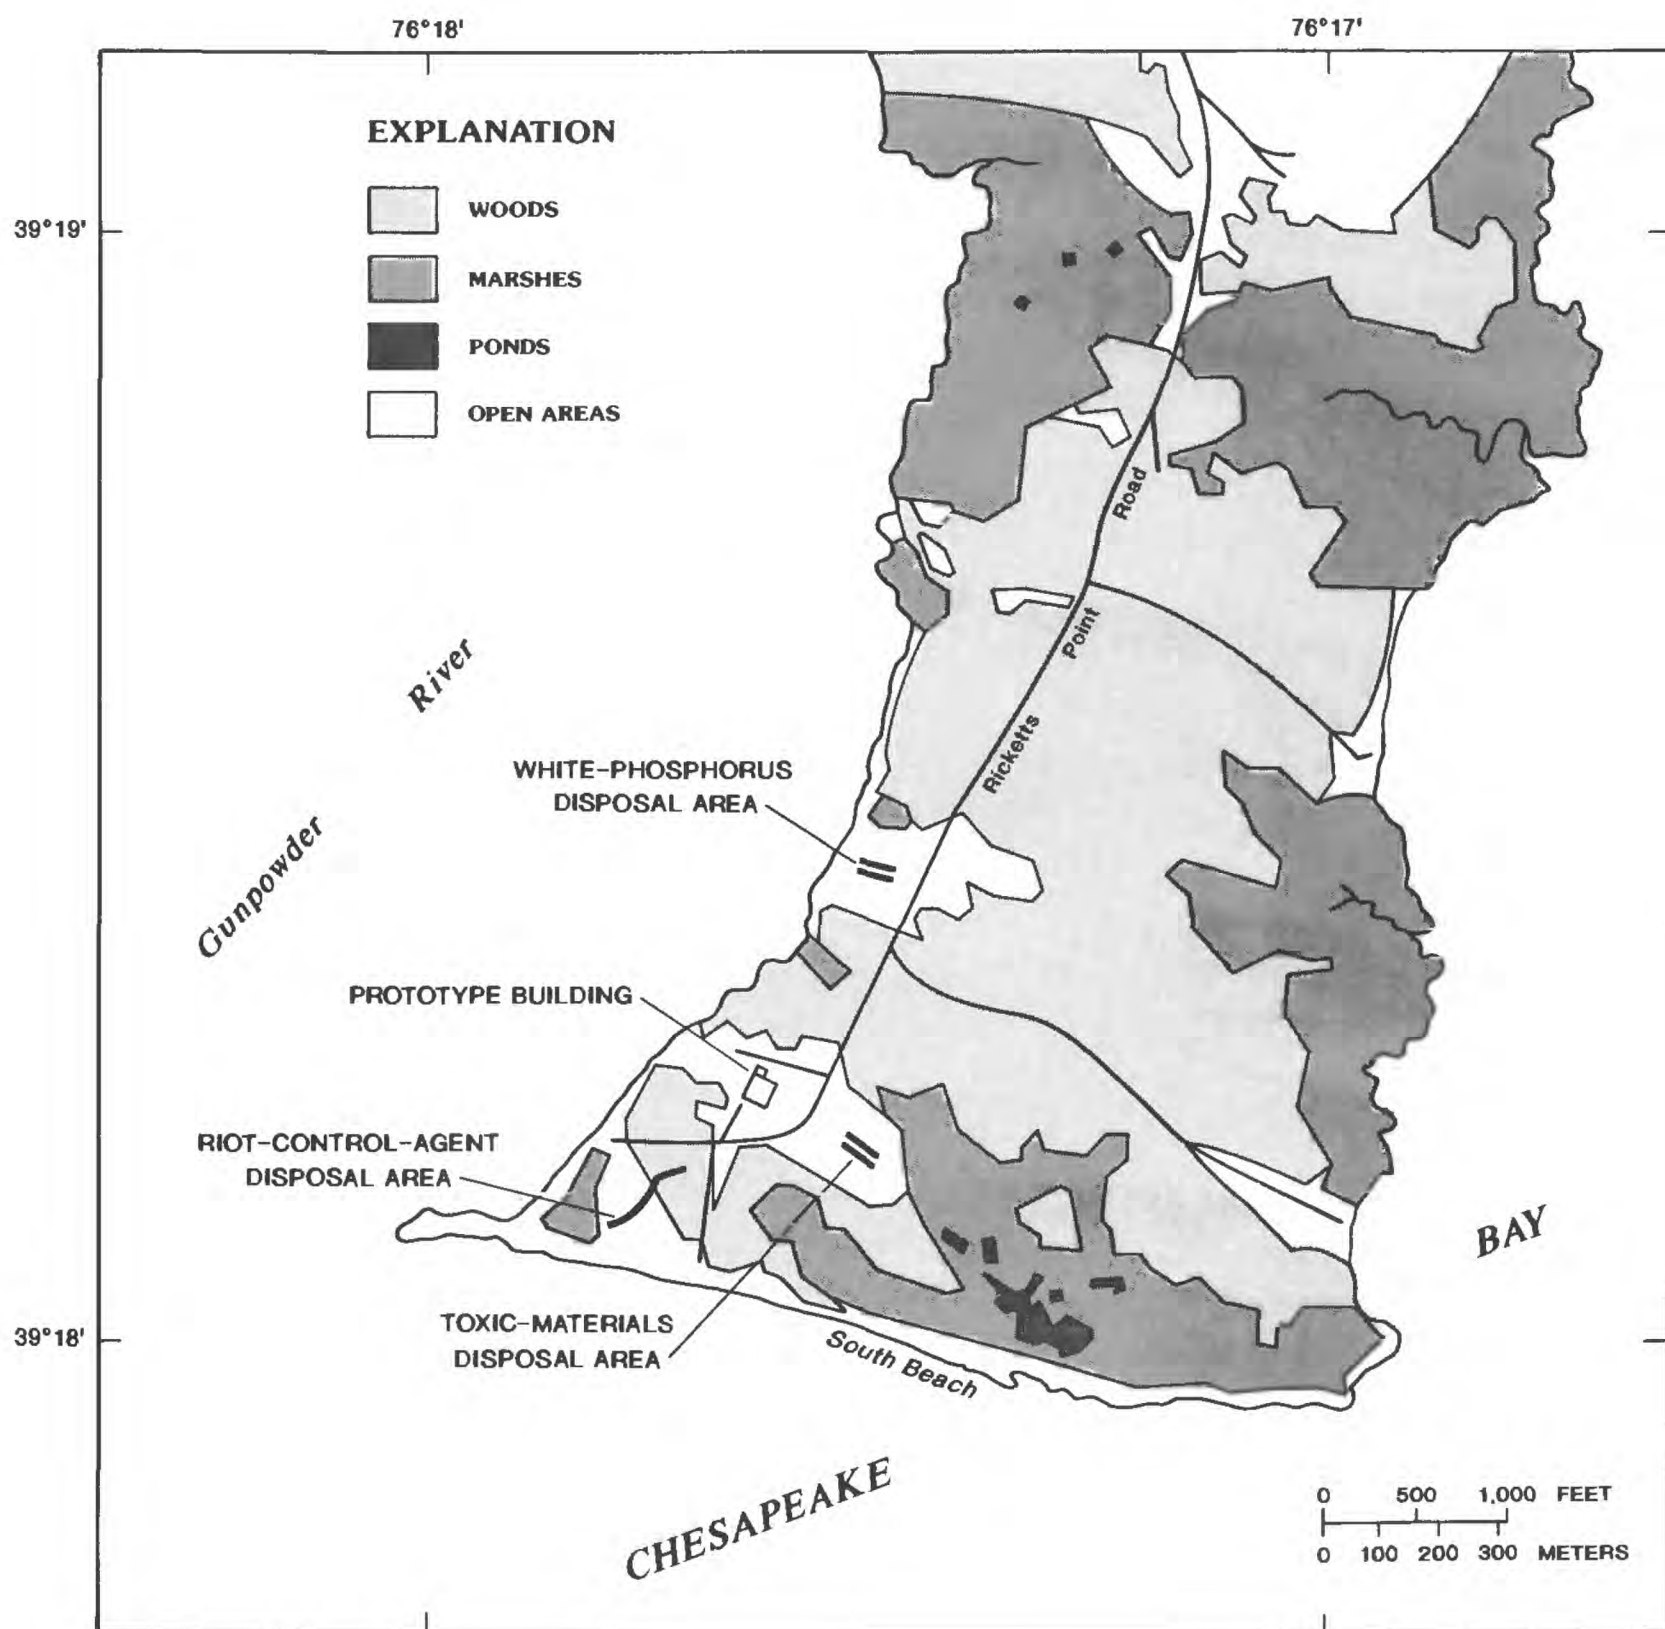 76°18'
76°17'
EXPLANATION
WOODS
39°19'
MARSHES
PONDS
OPEN AREAS
Road
Point
River
Ricketts
WHITE-PHOSPHORUS
DISPOSAL AREA
Gunpowder
PROTOTYPE BUILDING
RIOT-CONTROL-AGENT
DISPOSAL AREA
BAY
TOXIC-MATERIALS
39°18'
DISPOSAL AREA
South Beach
CHESAPEAKE
0 500 1,000 FEET
0 100 200 300 METERS